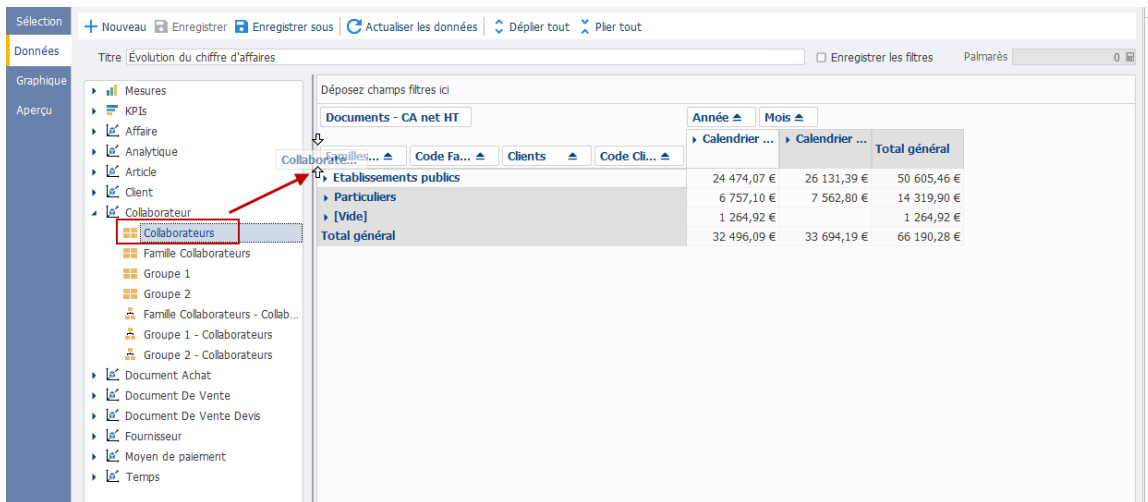 Sélection
Données
Graphique
Aperçu
Nouveau Enregistrer Enregistrer sous Actualiser les données Déplier tout Plier tout
Titre Évolution du chiffre d'affaires Enregistrer les filtres Palmarès 0
Mesures
KPIs
Affaire
Analytique
Article
Client
Collaborateur
Collaborateurs
Famille Collaborateurs
Groupe 1
Groupe 2
Famille Collaborateurs - Collab...
Groupe 1 - Collaborateurs
Groupe 2 - Collaborateurs
Document Achat
Document De Vente
Document De Vente Devis
Fournisseur
Moyen de paiement
Temps
Déposez champs filtres ici
Documents - CA net HT Année Mois
Calendrier ... Calendrier ... Total général
Collaborate...
Familles... Code Fa... Clients Code Cli...
Etablissements publics 24 474,07 € 26 131,39 € 50 605,46 €
Particuliers 6 757,10 € 7 562,80 € 14 319,90 €
[Vide] 1 264,92 € 1 264,92 €
Total général 32 496,09 € 33 694,19 € 66 190,28 €